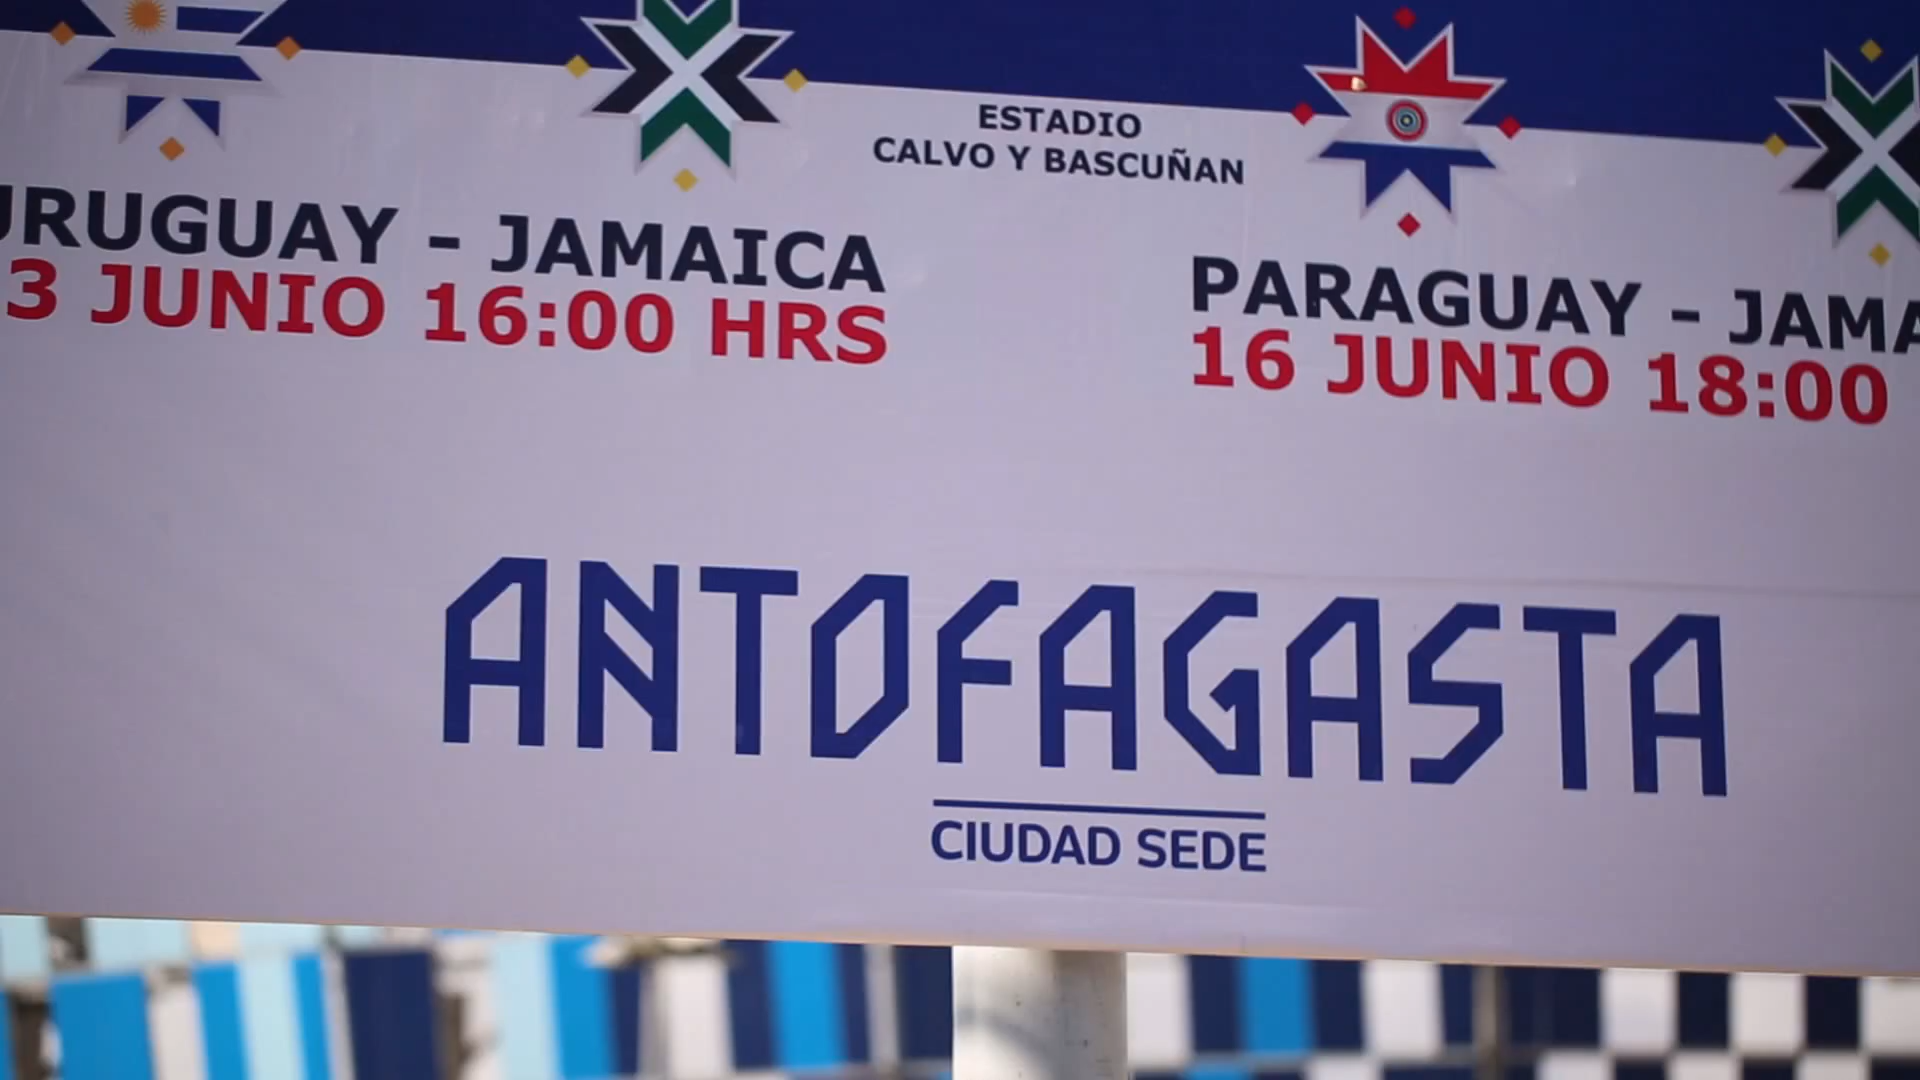 ESTADIO
CALVO Y BASCUÑAN
URUGUAY - JAMAICA
3 JUNIO 16:00 HRS
PARAGUAY - JAMA
16 JUNIO 18:00
ANTOFAGASTA
CIUDAD SEDE